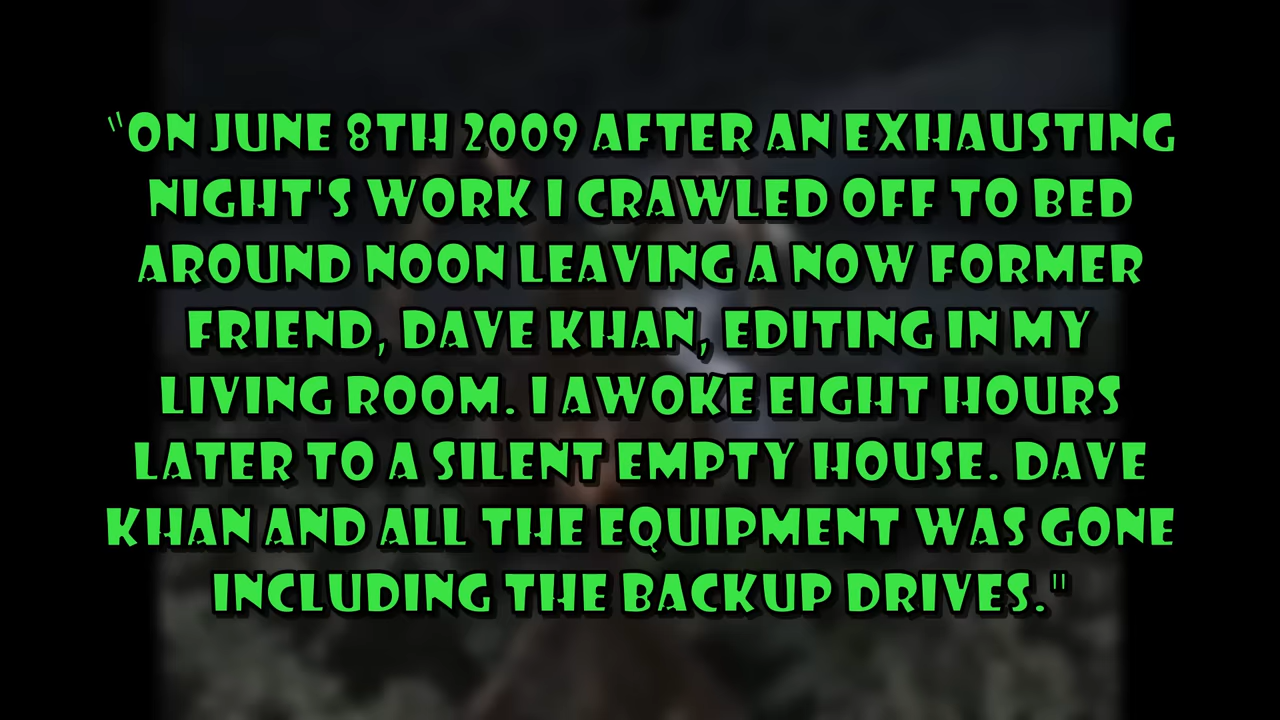 "ON JUNE 8TH 2009 AFTER AN EXHAUSTING
NIGHT'S WORK I CRAWLED OFF TO BED
AROUND NOON LEAVING A NOW FORMER
FRIEND, DAVE KHAN, EDITING IN MY
LIVING ROOM. I AWOKE EIGHT HOURS
LATER TO A SILENT EMPTY HOUSE. DAVE
KHAN AND ALL THE EQUIPMENT WAS GONE
INCLUDING THE BACKUP DRIVES."